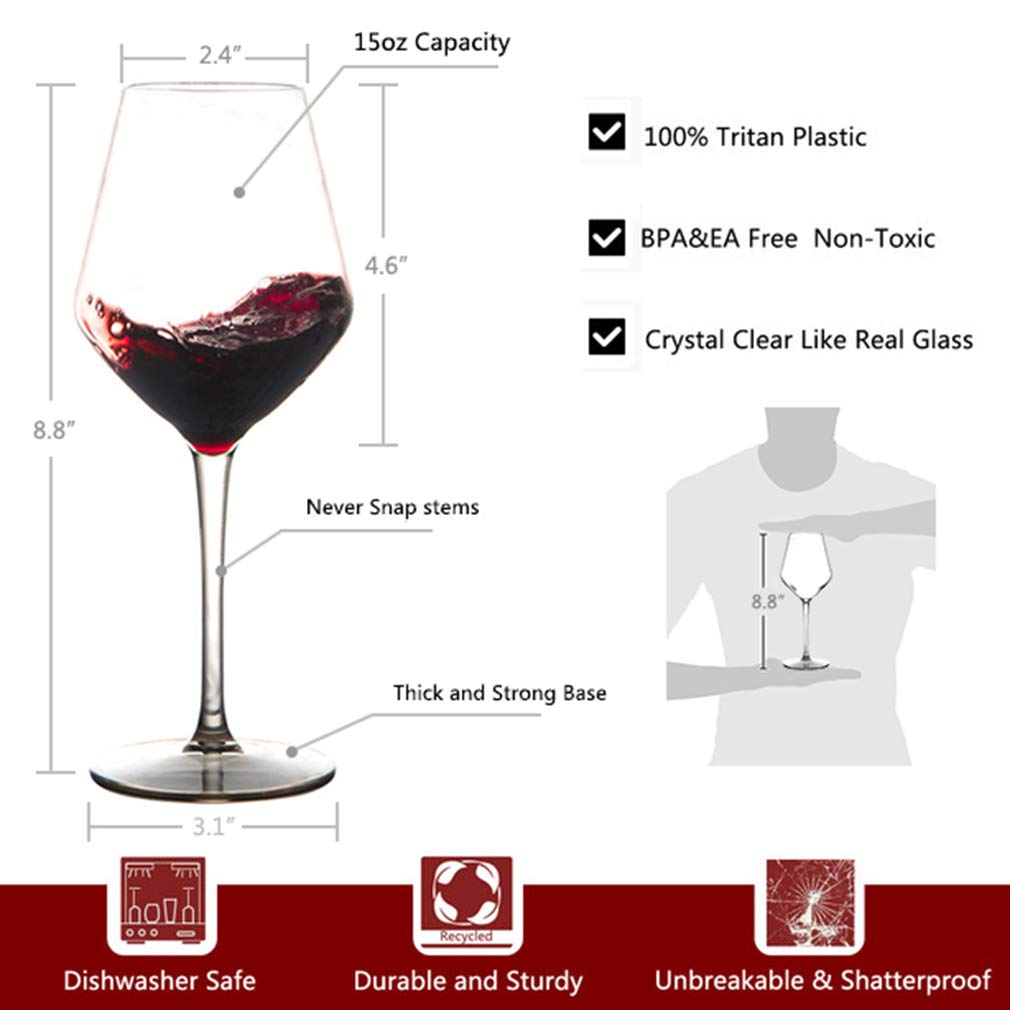 2.4”
15oz Capacity
4.6”
8.8”
Never Snap stems
Thick and Strong Base
3.1”
100% Tritan Plastic
BPA&EA Free  Non-Toxic
Crystal Clear Like Real Glass
8.8”
Recycled
Dishwasher Safe
Durable and Sturdy
Unbreakable & Shatterproof